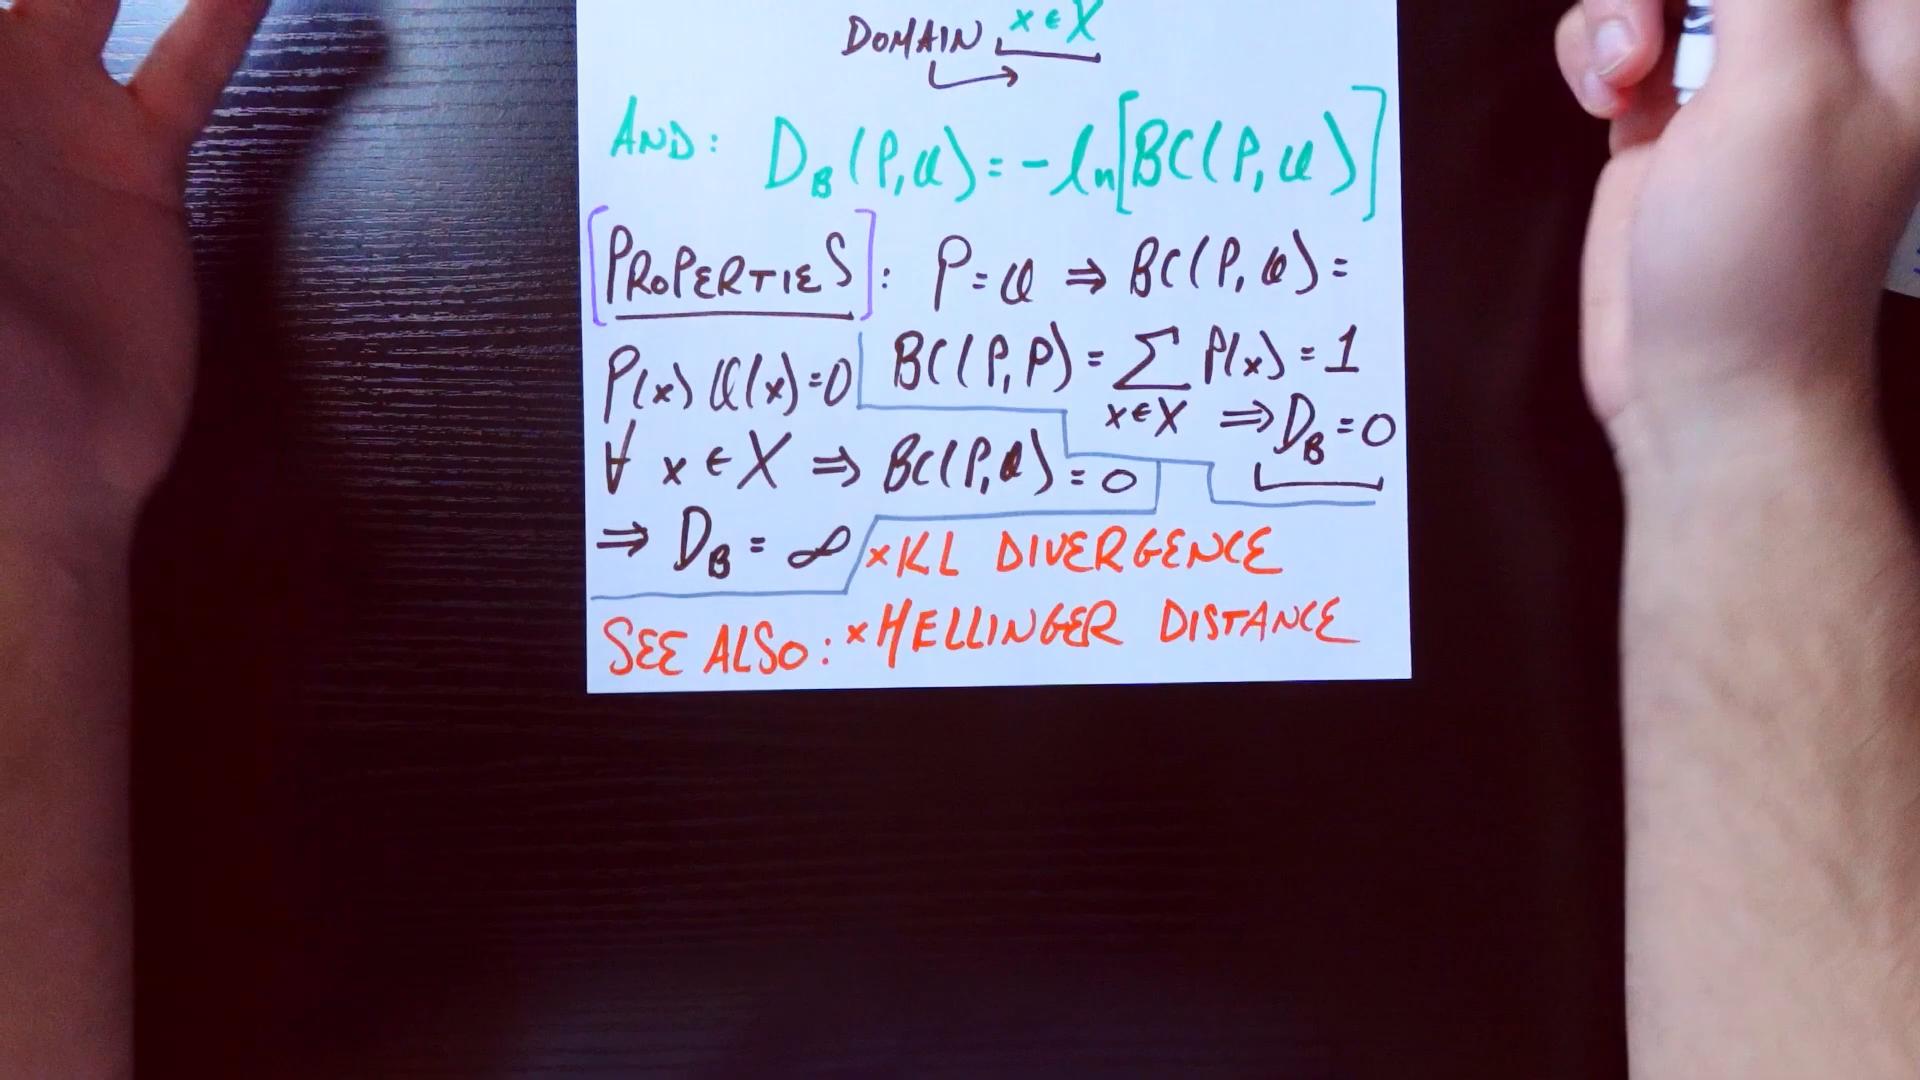 DOMAIN x ∈ X
AND: D_B(P,Q) = -ln[BC(P,Q)]
[PROPERTIES]: P=Q ⇒ BC(P,Q)=
BC(P,P) = Σ_{x∈X} P(x) = 1
⇒ D_B = 0
P(x) Q(x)=0
∀ x ∈ X ⇒ BC(P,Q) = 0
⇒ D_B = ∞
× KL DIVERGENCE
SEE ALSO: × HELLINGER DISTANCE